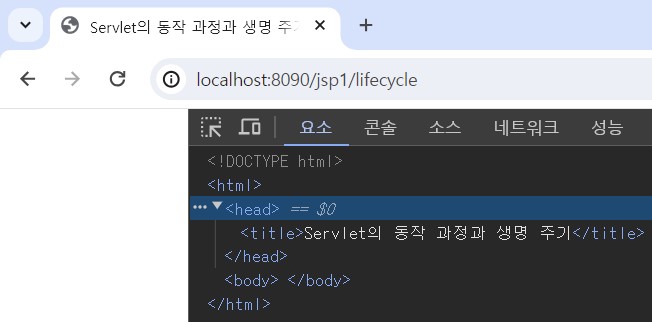 Servlet의 동작 과정과 생명 주기
localhost:8090/jsp1/lifecycle
요소 콘솔 소스 네트워크 성능
<!DOCTYPE html>
<html>
<head> == $0
<title>Servlet의 동작 과정과 생명 주기</title>
</head>
<body> </body>
</html>